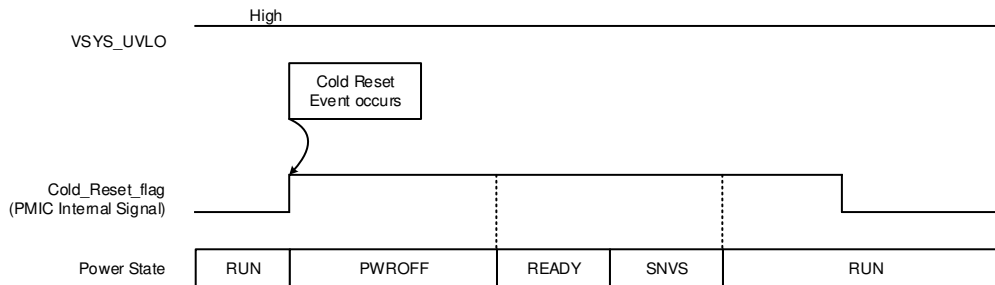 High
VSYS_UVLO
Cold Reset
Event occurs
Cold_Reset_flag
(PMIC Internal Signal)
Power State RUN PWROFF READY SNVS RUN